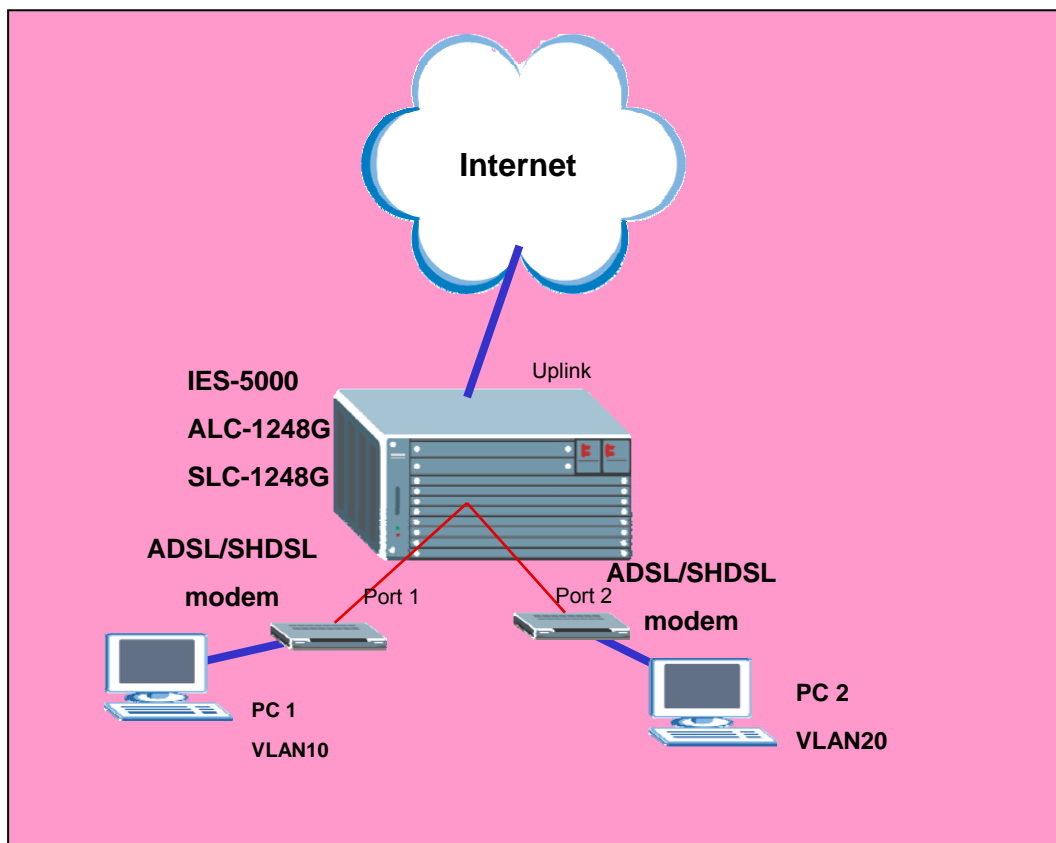 Internet
Uplink
IES-5000
ALC-1248G
SLC-1248G
ADSL/SHDSL
modem
Port 1
ADSL/SHDSL
Port 2
modem
PC 1
VLAN10
PC 2
VLAN20